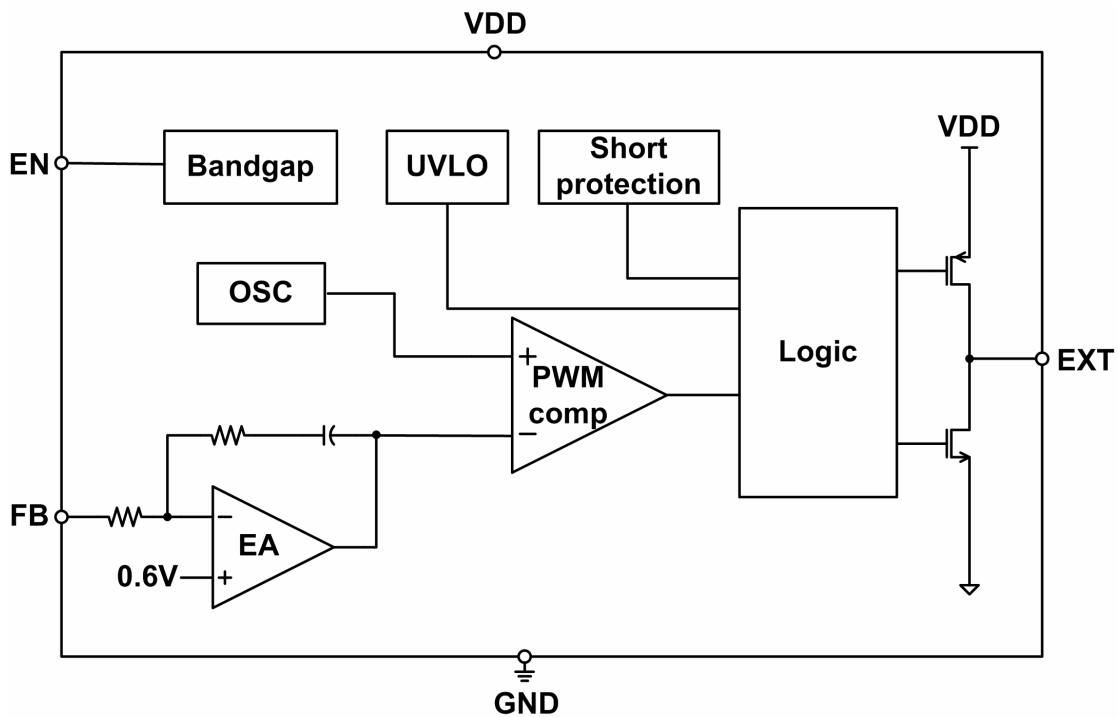 VDD
EN
Bandgap
UVLO
Short
protection
VDD
OSC
+
PWM
comp
−
Logic
EXT
FB
−
EA
0.6V
+
GND